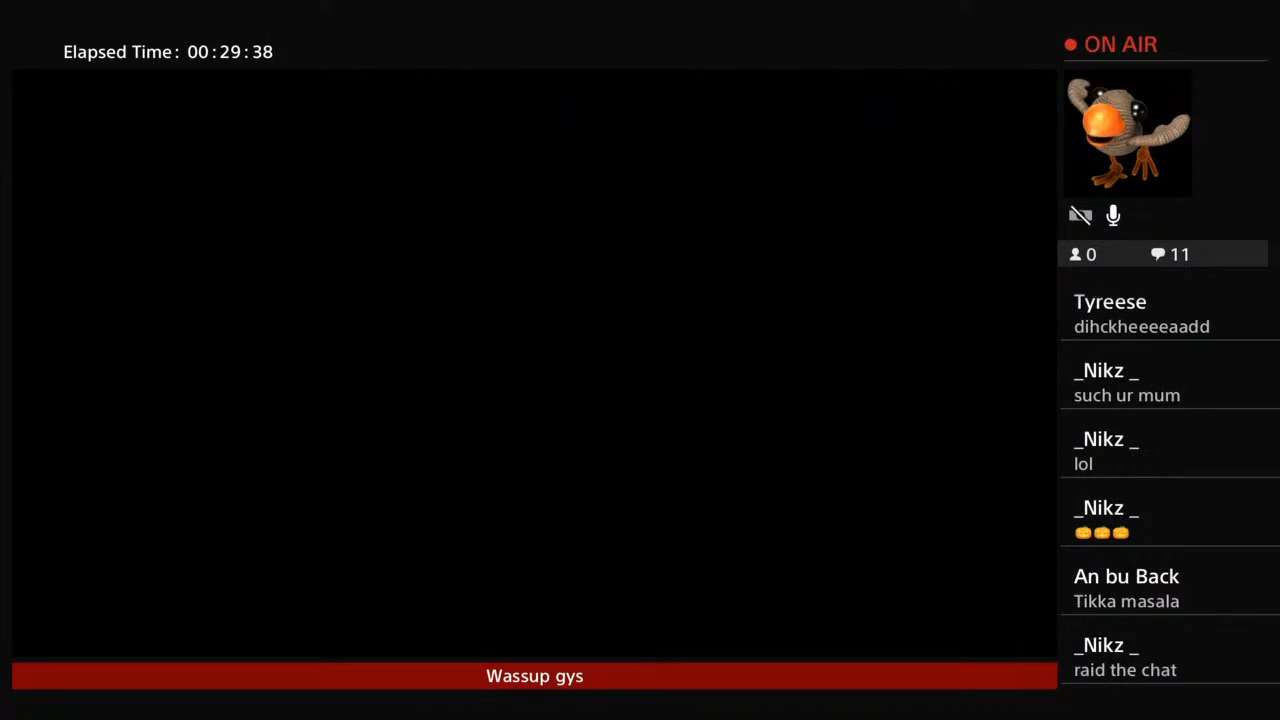 Elapsed Time: 00:29:38
ON AIR
0 11
Tyreese
dihckheeeeaadd
_Nikz _
such ur mum
_Nikz _
lol
_Nikz _
🎃🎃🎃
An bu Back
Tikka masala
_Nikz _
raid the chat
Wassup gys